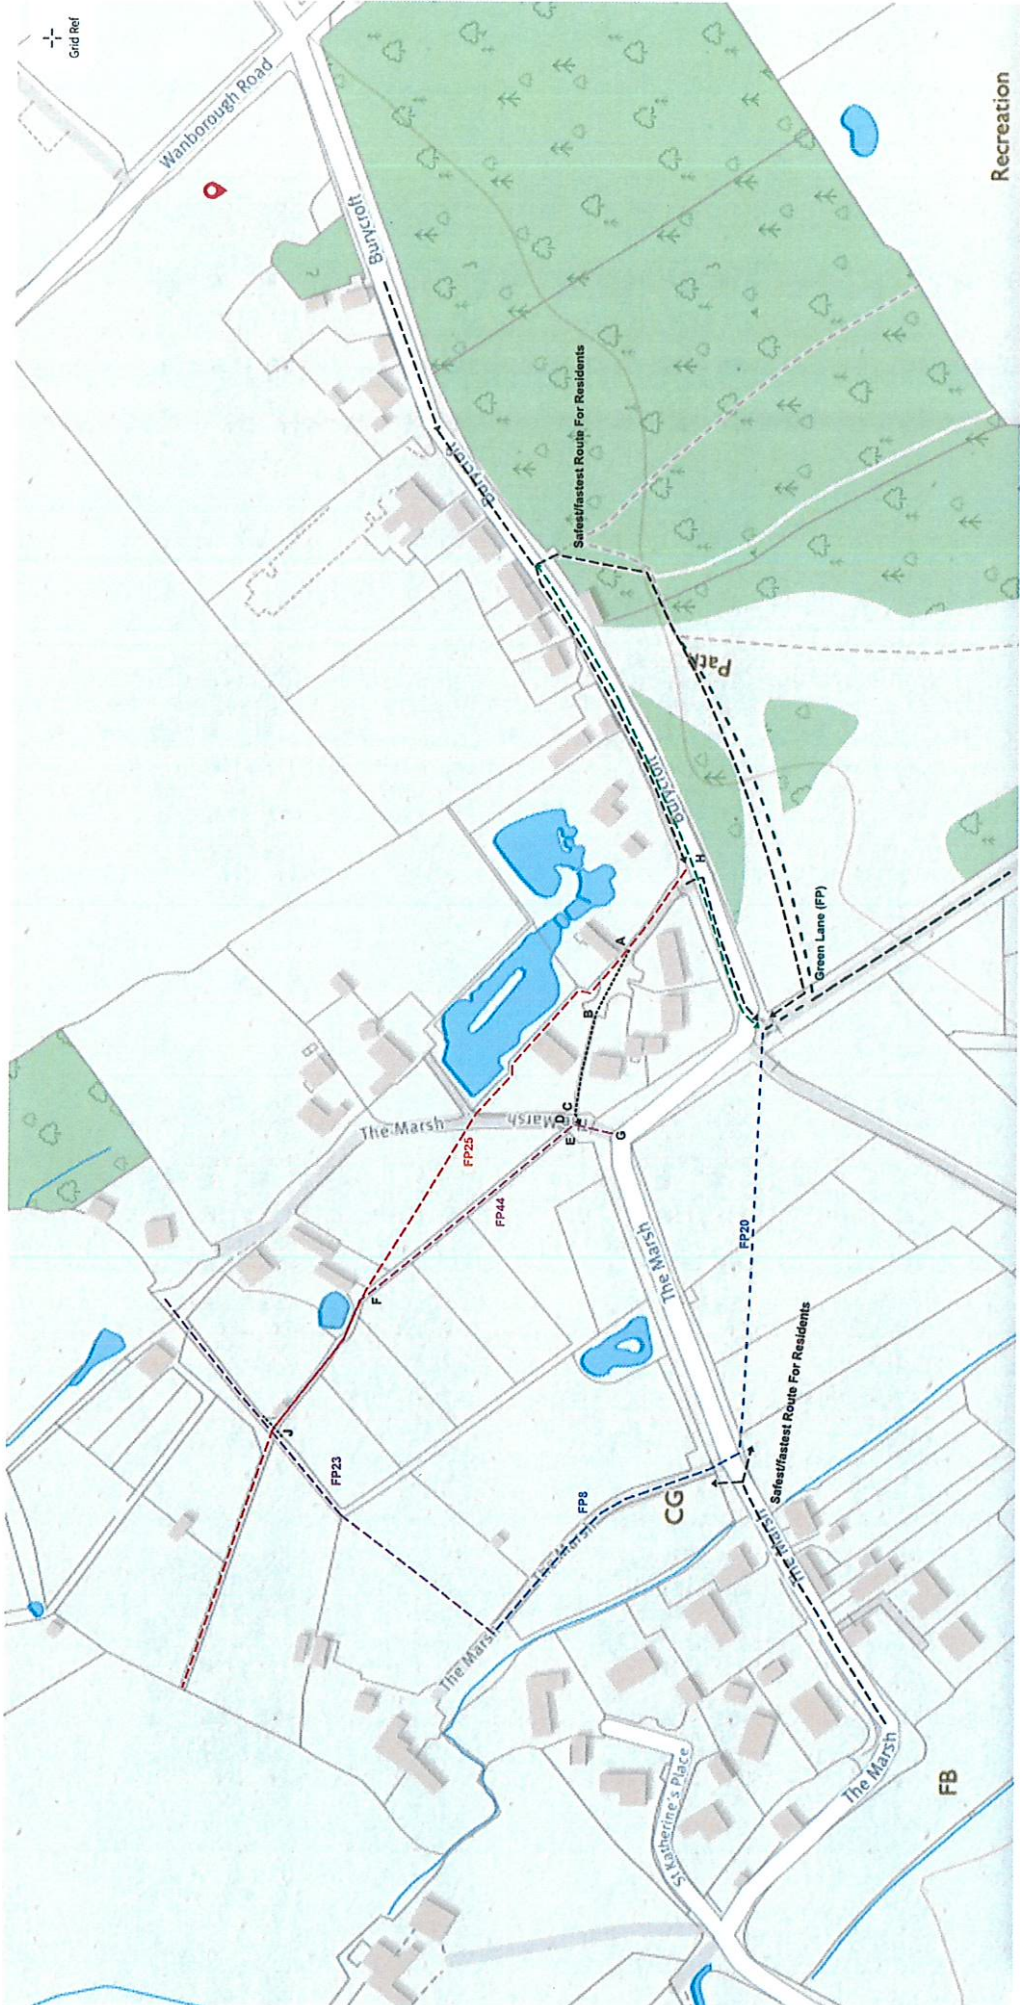 Grid Ref
Wanborough Road
Burycroft
Recreation
Burycroft
Safest/fastest Route For Residents
Path
Burycroft
H
A
B
Green Lane (FP)
The Marsh
The Marsh
The Marsh
C
D
E
G
FP25
FP44
The Marsh
FP20
F
J
FP23
Safest/fastest Route For Residents
CG
FP8
The Marsh
The Marsh
The Marsh
St Katherine's Place
The Marsh
FB